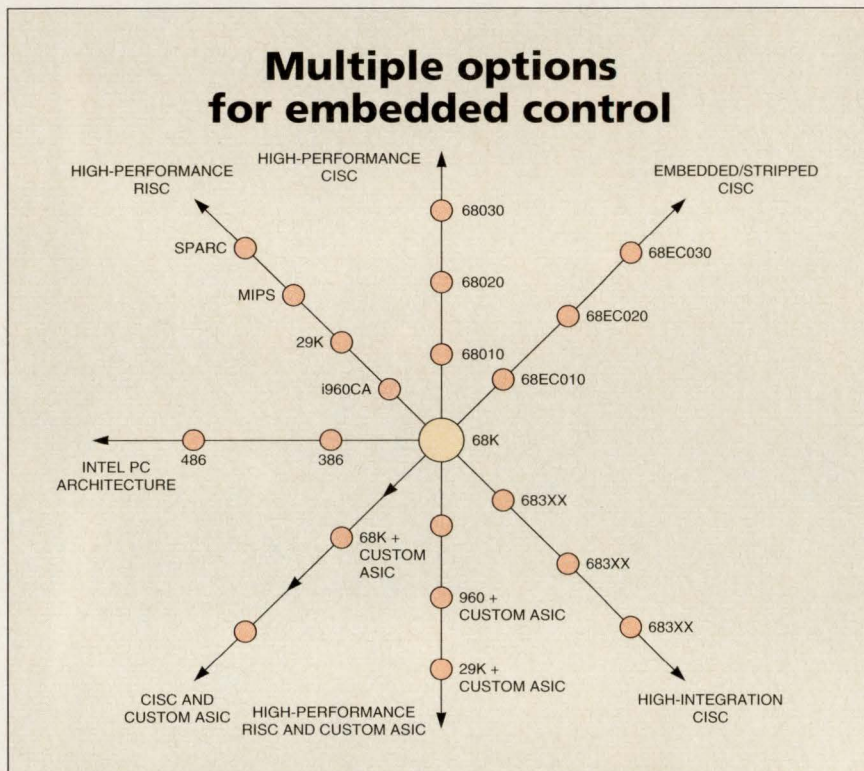 Multiple options
for embedded control
HIGH-PERFORMANCE
RISC
HIGH-PERFORMANCE
CISC
EMBEDDED/STRIPPED
CISC
SPARC
MIPS
29K
i960CA
68030
68020
68010
68EC030
68EC020
68EC010
68K
486
386
INTEL PC
ARCHITECTURE
68K +
CUSTOM
ASIC
CISC AND
CUSTOM ASIC
960 +
CUSTOM ASIC
29K +
CUSTOM ASIC
HIGH-PERFORMANCE
RISC AND CUSTOM ASIC
683XX
683XX
683XX
HIGH-INTEGRATION
CISC